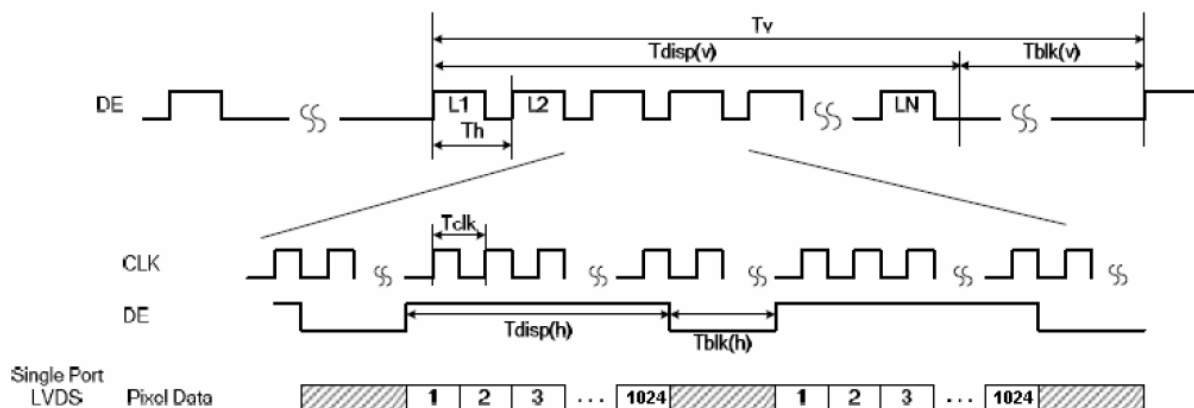 Tv
Tdisp(v) Tblk(v)
DE L1 L2 LN
Th
Tclk
CLK
DE
Tdisp(h) Tblk(h)
Single Port
LVDS Pixel Data 1 2 3 ... 1024 1 2 3 ... 1024